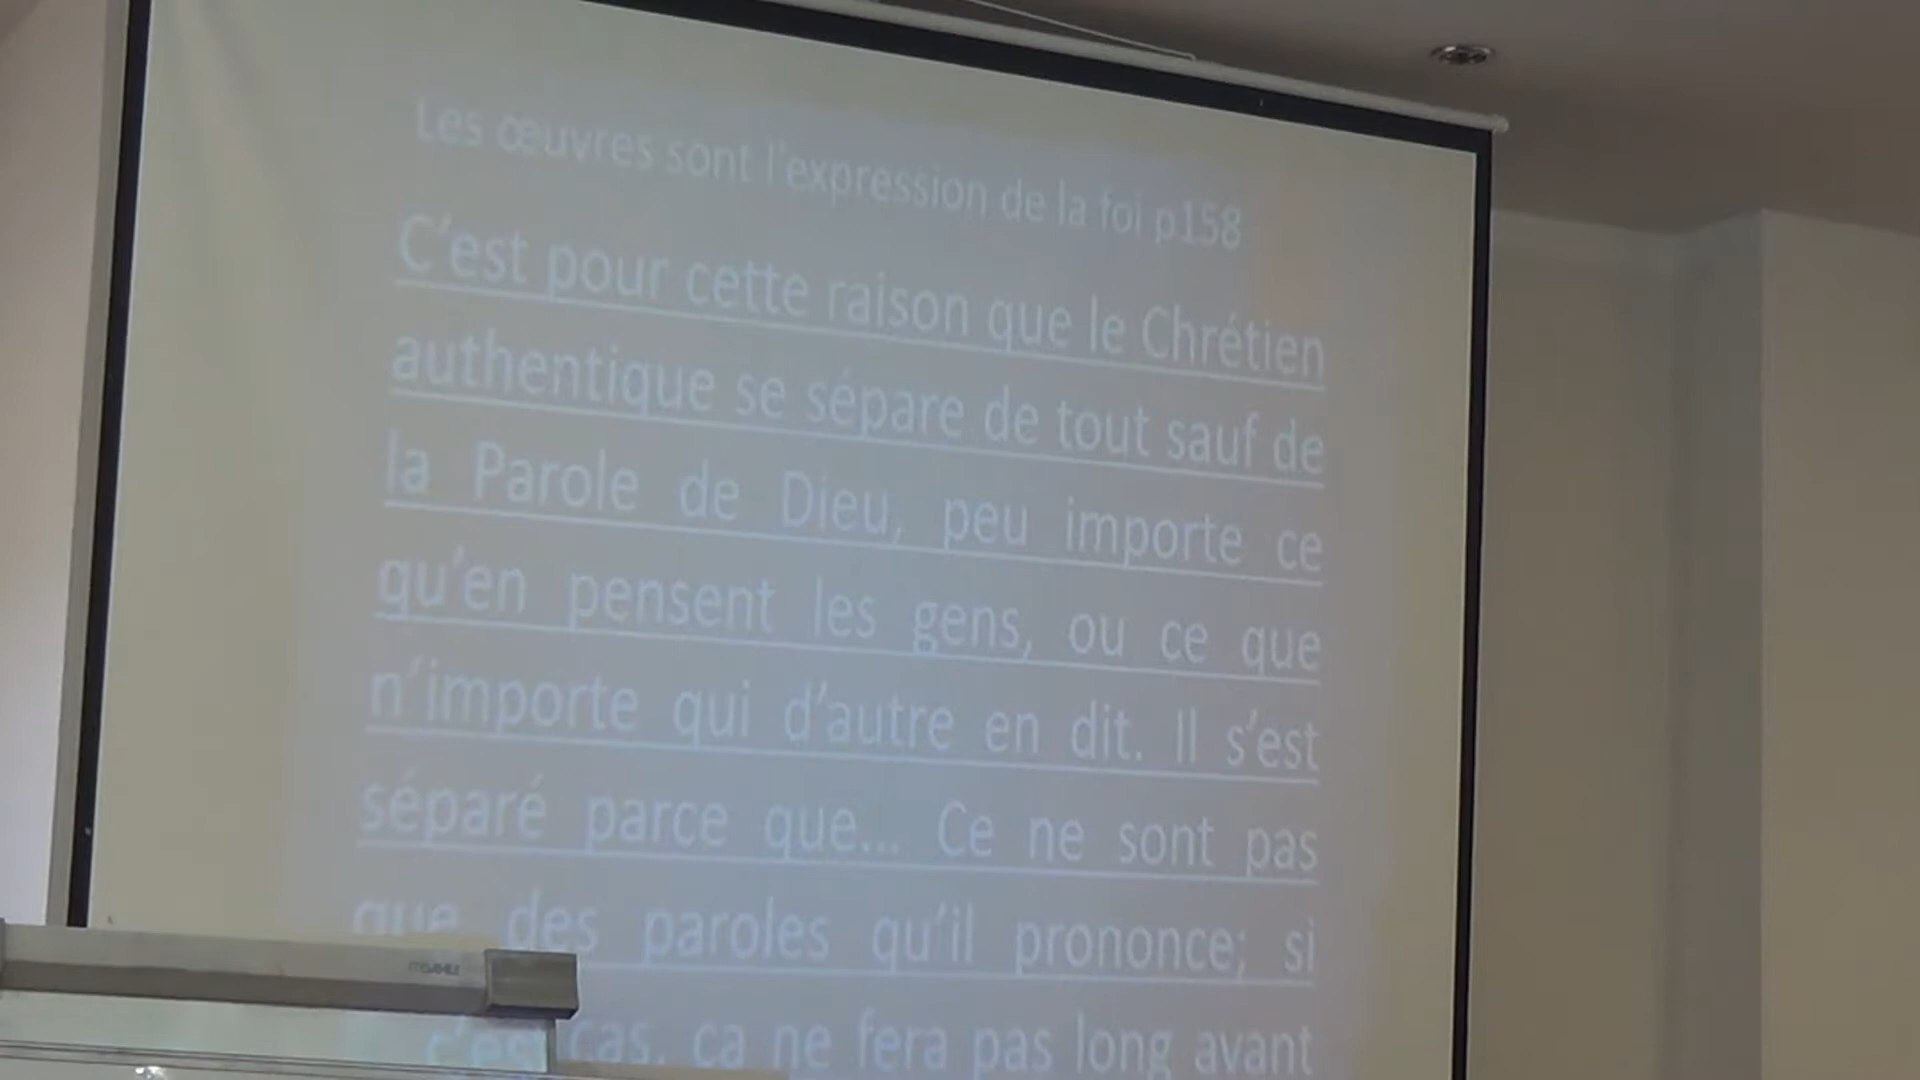 Les œuvres sont l'expression de la foi p158
C'est pour cette raison que le Chrétien
authentique se sépare de tout sauf de
la Parole de Dieu, peu importe ce
qu'en pensent les gens, ou ce que
n'importe qui d'autre en dit. Il s'est
séparé parce que... Ce ne sont pas
que des paroles qu'il prononce; si
c'est cas, ça ne fera pas long avant